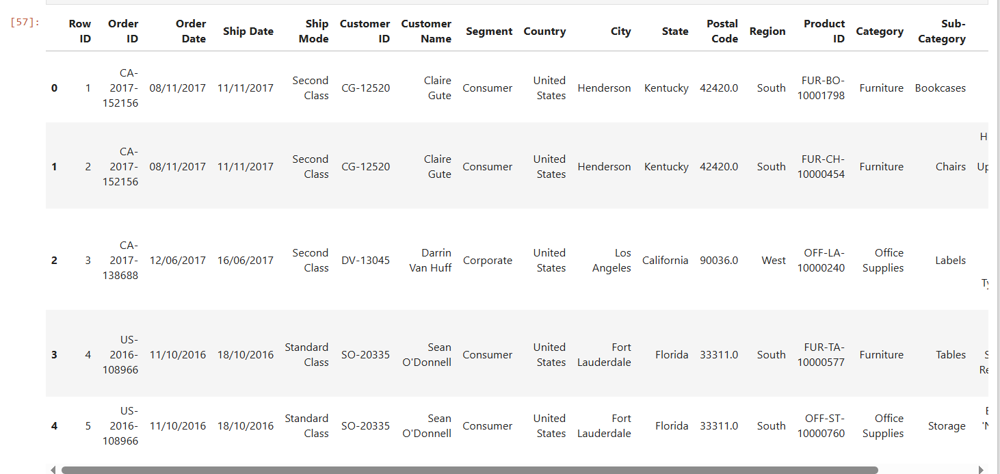 [57]:
Row ID Order ID Order Date Ship Date Ship Mode Customer ID Customer Name Segment Country City State Postal Code Region Product ID Category Sub-Category
0 1 CA-2017-152156 08/11/2017 11/11/2017 Second Class CG-12520 Claire Gute Consumer United States Henderson Kentucky 42420.0 South FUR-BO-10001798 Furniture Bookcases
1 2 CA-2017-152156 08/11/2017 11/11/2017 Second Class CG-12520 Claire Gute Consumer United States Henderson Kentucky 42420.0 South FUR-CH-10000454 Furniture Chairs
2 3 CA-2017-138688 12/06/2017 16/06/2017 Second Class DV-13045 Darrin Van Huff Corporate United States Los Angeles California 90036.0 West OFF-LA-10000240 Office Supplies Labels
3 4 US-2016-108966 11/10/2016 18/10/2016 Standard Class SO-20335 Sean O'Donnell Consumer United States Fort Lauderdale Florida 33311.0 South FUR-TA-10000577 Furniture Tables
4 5 US-2016-108966 11/10/2016 18/10/2016 Standard Class SO-20335 Sean O'Donnell Consumer United States Fort Lauderdale Florida 33311.0 South OFF-ST-10000760 Office Supplies Storage